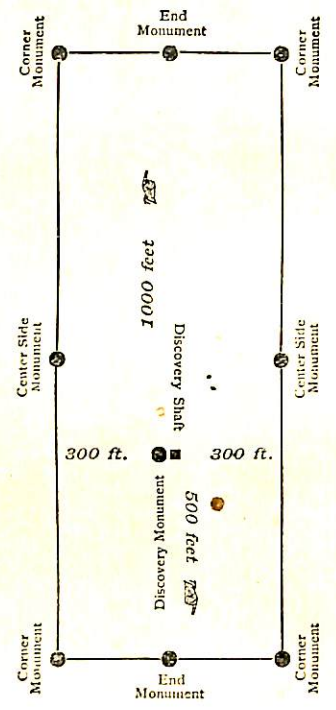 End
Monument
Corner
Monument
Corner
Monument
1000 feet
Discovery Shaft
Center Side
Monument
Center Side
Monument
300 ft.
300 ft.
Discovery Monument
500 feet
Corner
Monument
Corner
Monument
End
Monument